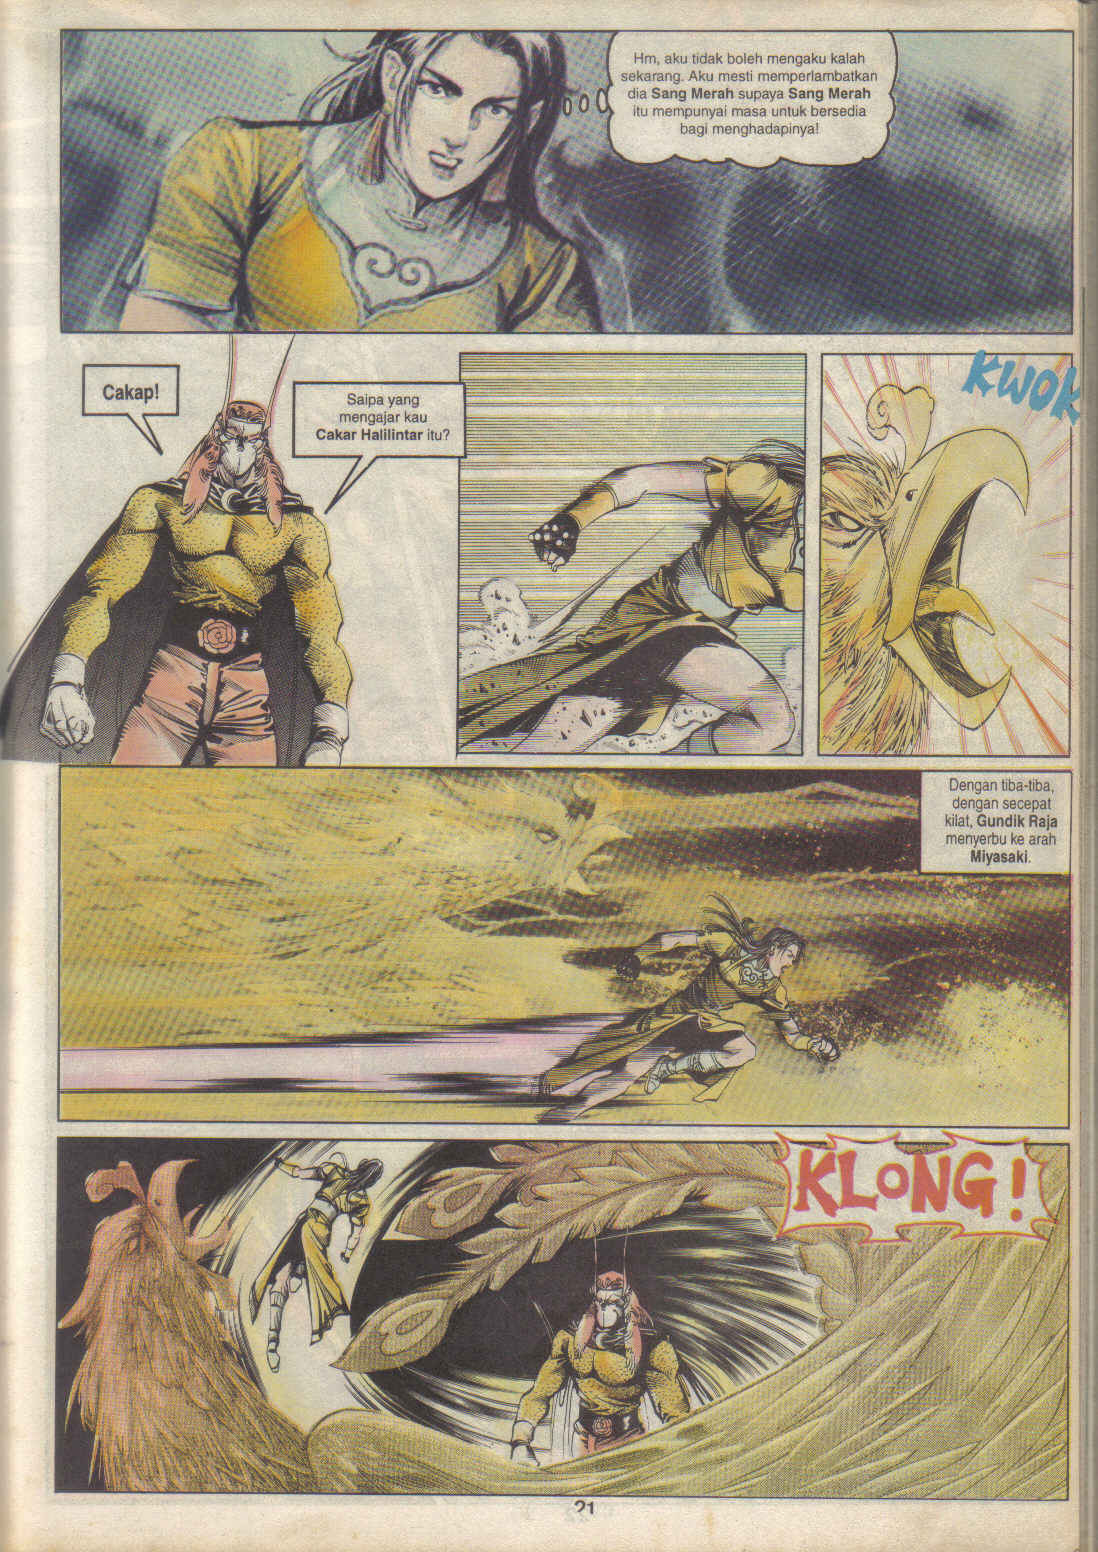 Hm, aku tidak boleh mengaku kalah
sekarang. Aku mesti memperlambatkan
dia Sang Merah supaya Sang Merah
itu mempunyai masa untuk bersedia
bagi menghadapinya!
Cakap!
Saipa yang
mengajar kau
Cakar Halilintar itu?
KWOK
Dengan tiba-tiba,
dengan secepat
kilat, Gundik Raja
menyerbu ke arah
Miyasaki.
KLONG!
21